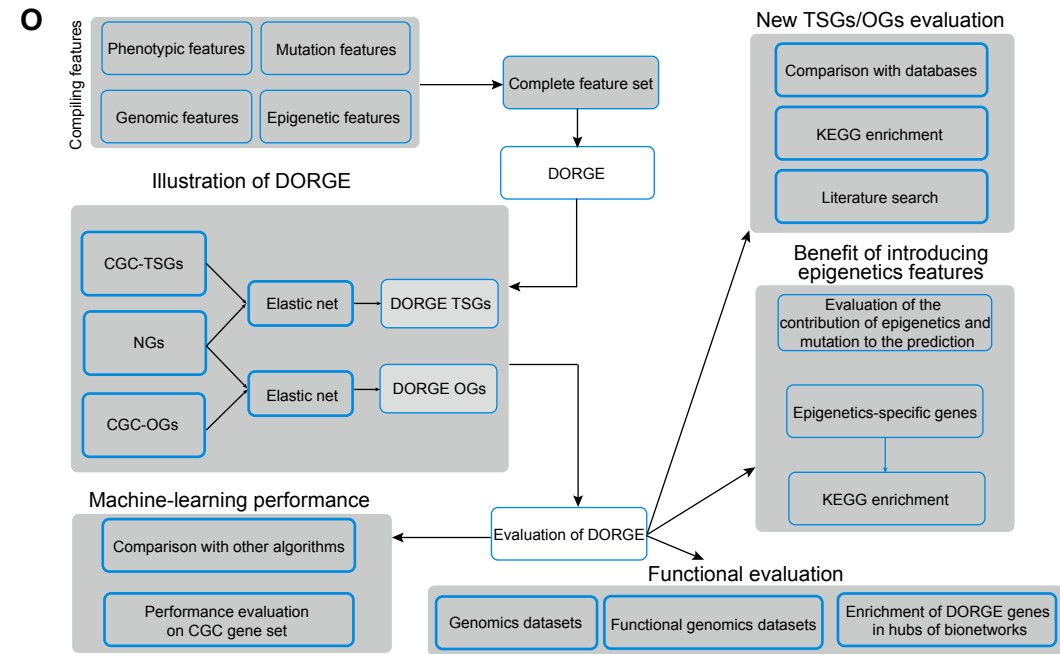 O
Compiling features
Phenotypic features
Mutation features
Genomic features
Epigenetic features
Complete feature set
DORGE
Illustration of DORGE
CGC-TSGs
NGs
CGC-OGs
Elastic net
Elastic net
DORGE TSGs
DORGE OGs
Evaluation of DORGE
New TSGs/OGs evaluation
Comparison with databases
KEGG enrichment
Literature search
Benefit of introducing
epigenetics features
Evaluation of the
contribution of epigenetics and
mutation to the prediction
Epigenetics-specific genes
KEGG enrichment
Machine-learning performance
Comparison with other algorithms
Performance evaluation
on CGC gene set
Functional evaluation
Genomics datasets
Functional genomics datasets
Enrichment of DORGE genes
in hubs of bionetworks